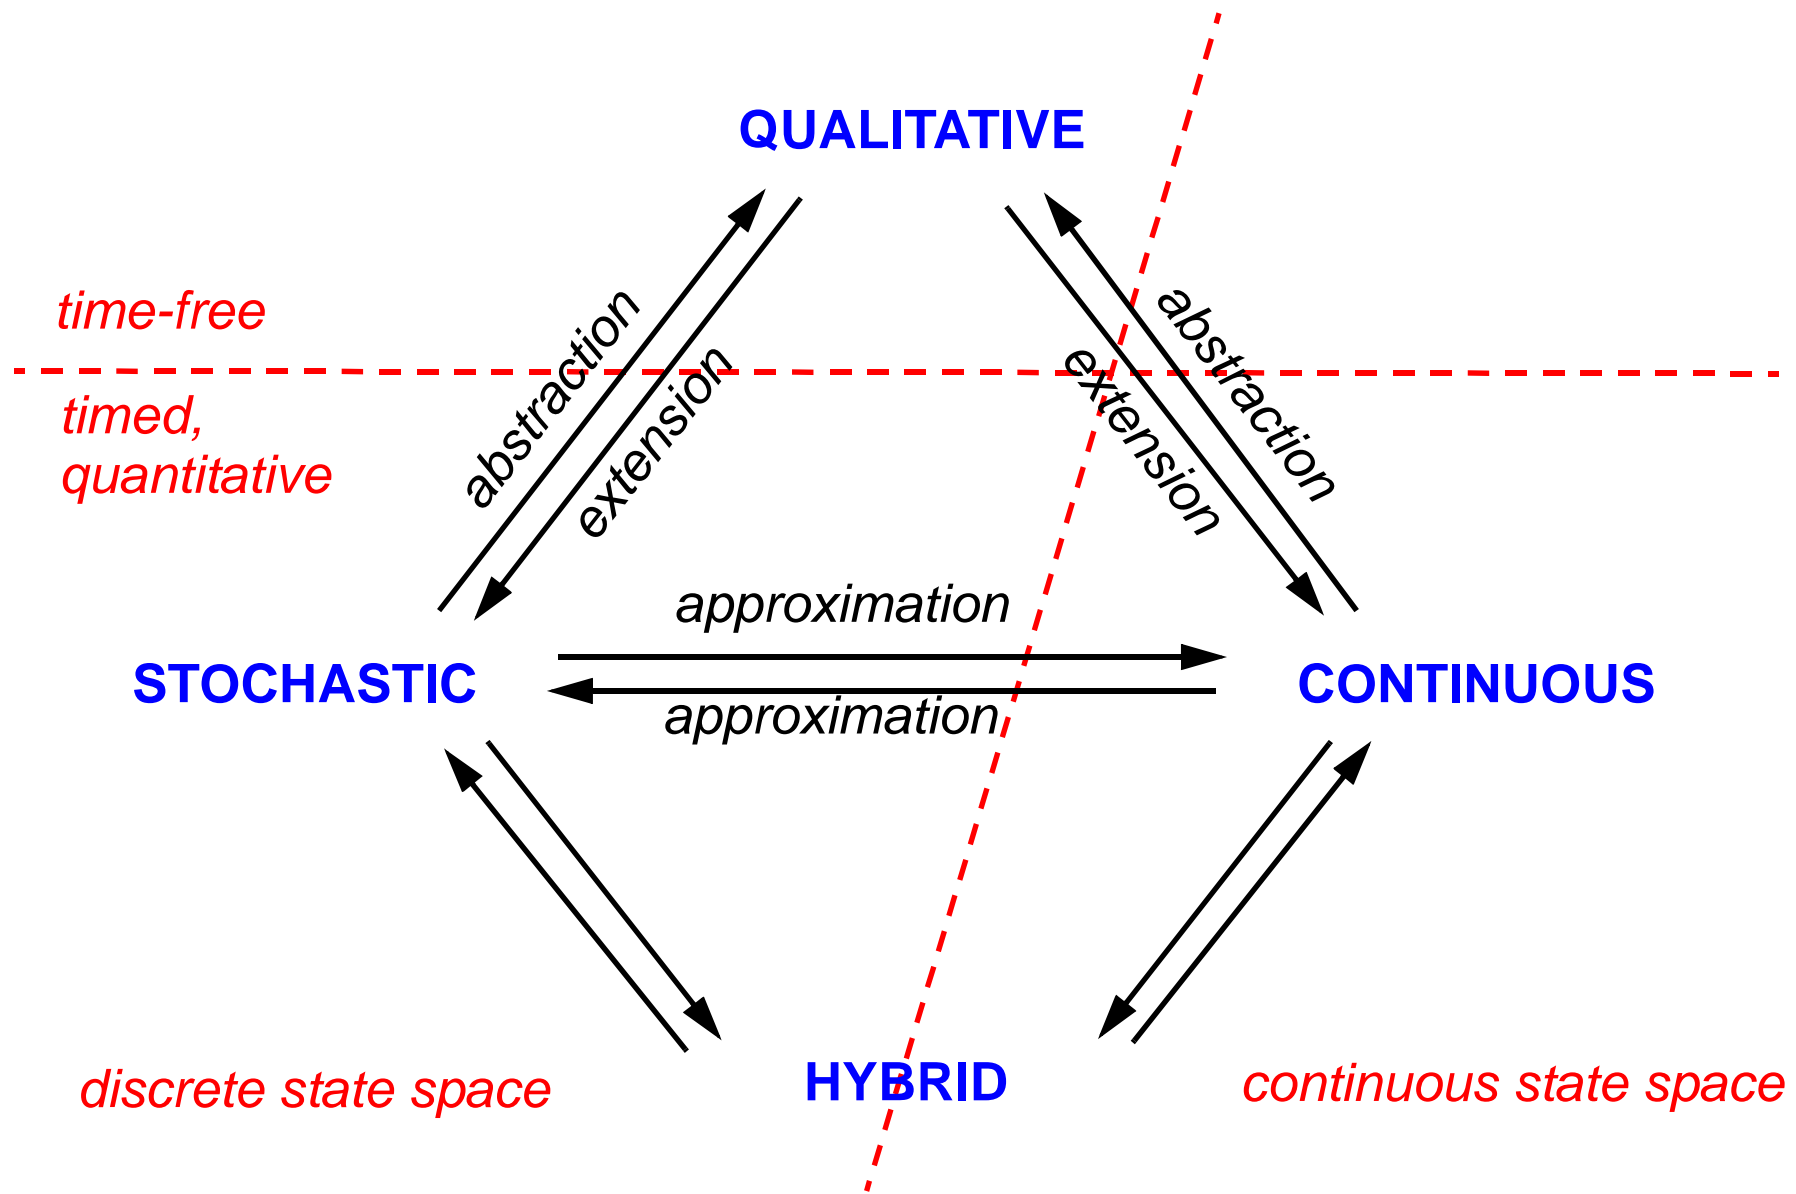 QUALITATIVE
time-free
timed,
quantitative
abstraction
extension
extension
abstraction
approximation
STOCHASTIC
CONTINUOUS
approximation
discrete state space
HYBRID
continuous state space